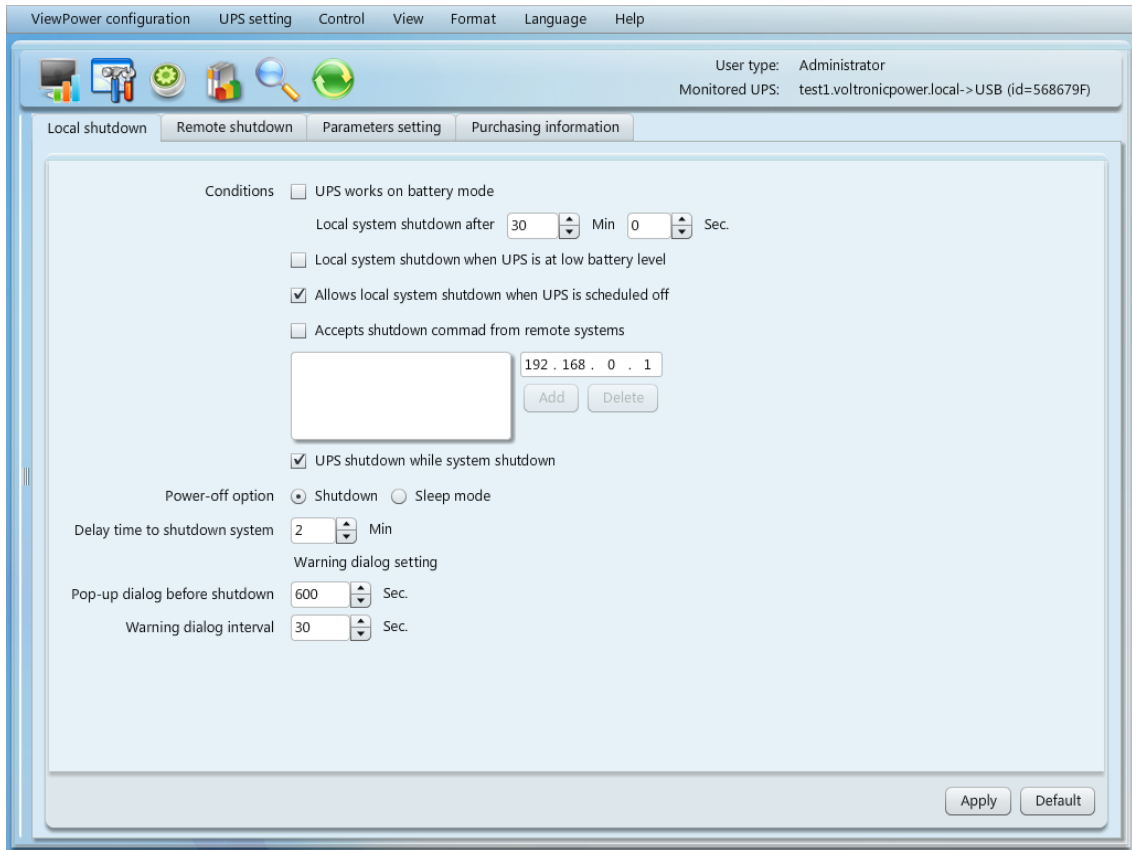 ViewPower configuration UPS setting Control View Format Language Help
User type: Administrator
Monitored UPS: test1.voltronicpower.local->USB (id=568679F)
Local shutdown Remote shutdown Parameters setting Purchasing information
Conditions UPS works on battery mode
Local system shutdown after 30 Min 0 Sec.
Local system shutdown when UPS is at low battery level
Allows local system shutdown when UPS is scheduled off
Accepts shutdown commad from remote systems
192 . 168 . 0 . 1
Add Delete
UPS shutdown while system shutdown
Power-off option Shutdown Sleep mode
Delay time to shutdown system 2 Min
Warning dialog setting
Pop-up dialog before shutdown 600 Sec.
Warning dialog interval 30 Sec.
Apply Default